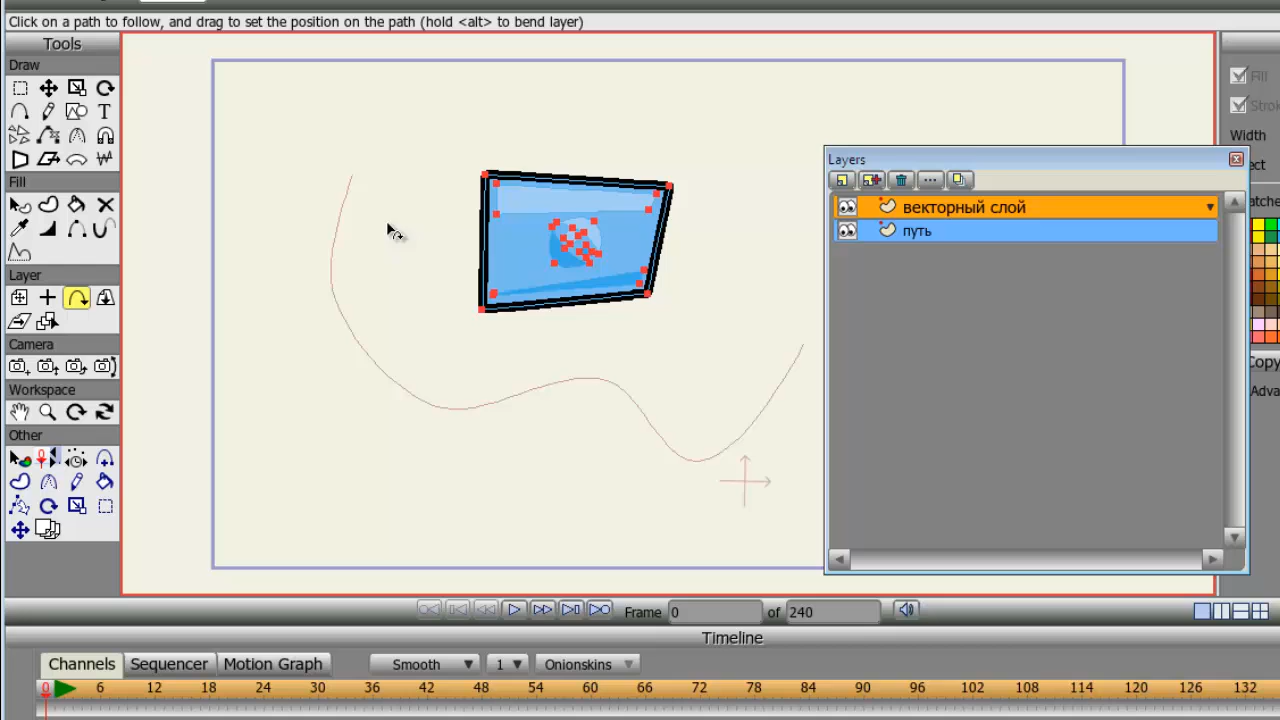 Click on a path to follow, and drag to set the position on the path (hold <alt> to bend layer)
Tools
Draw
Fill
Layer
Camera
Workspace
Other
Layers
векторный слой
путь
Fill
Width
Copy
Frame 0 of 240
Timeline
Channels Sequencer Motion Graph Smooth 1 Onionskins
0 6 12 18 24 30 36 42 48 54 60 66 72 78 84 90 96 102 108 114 120 126 132